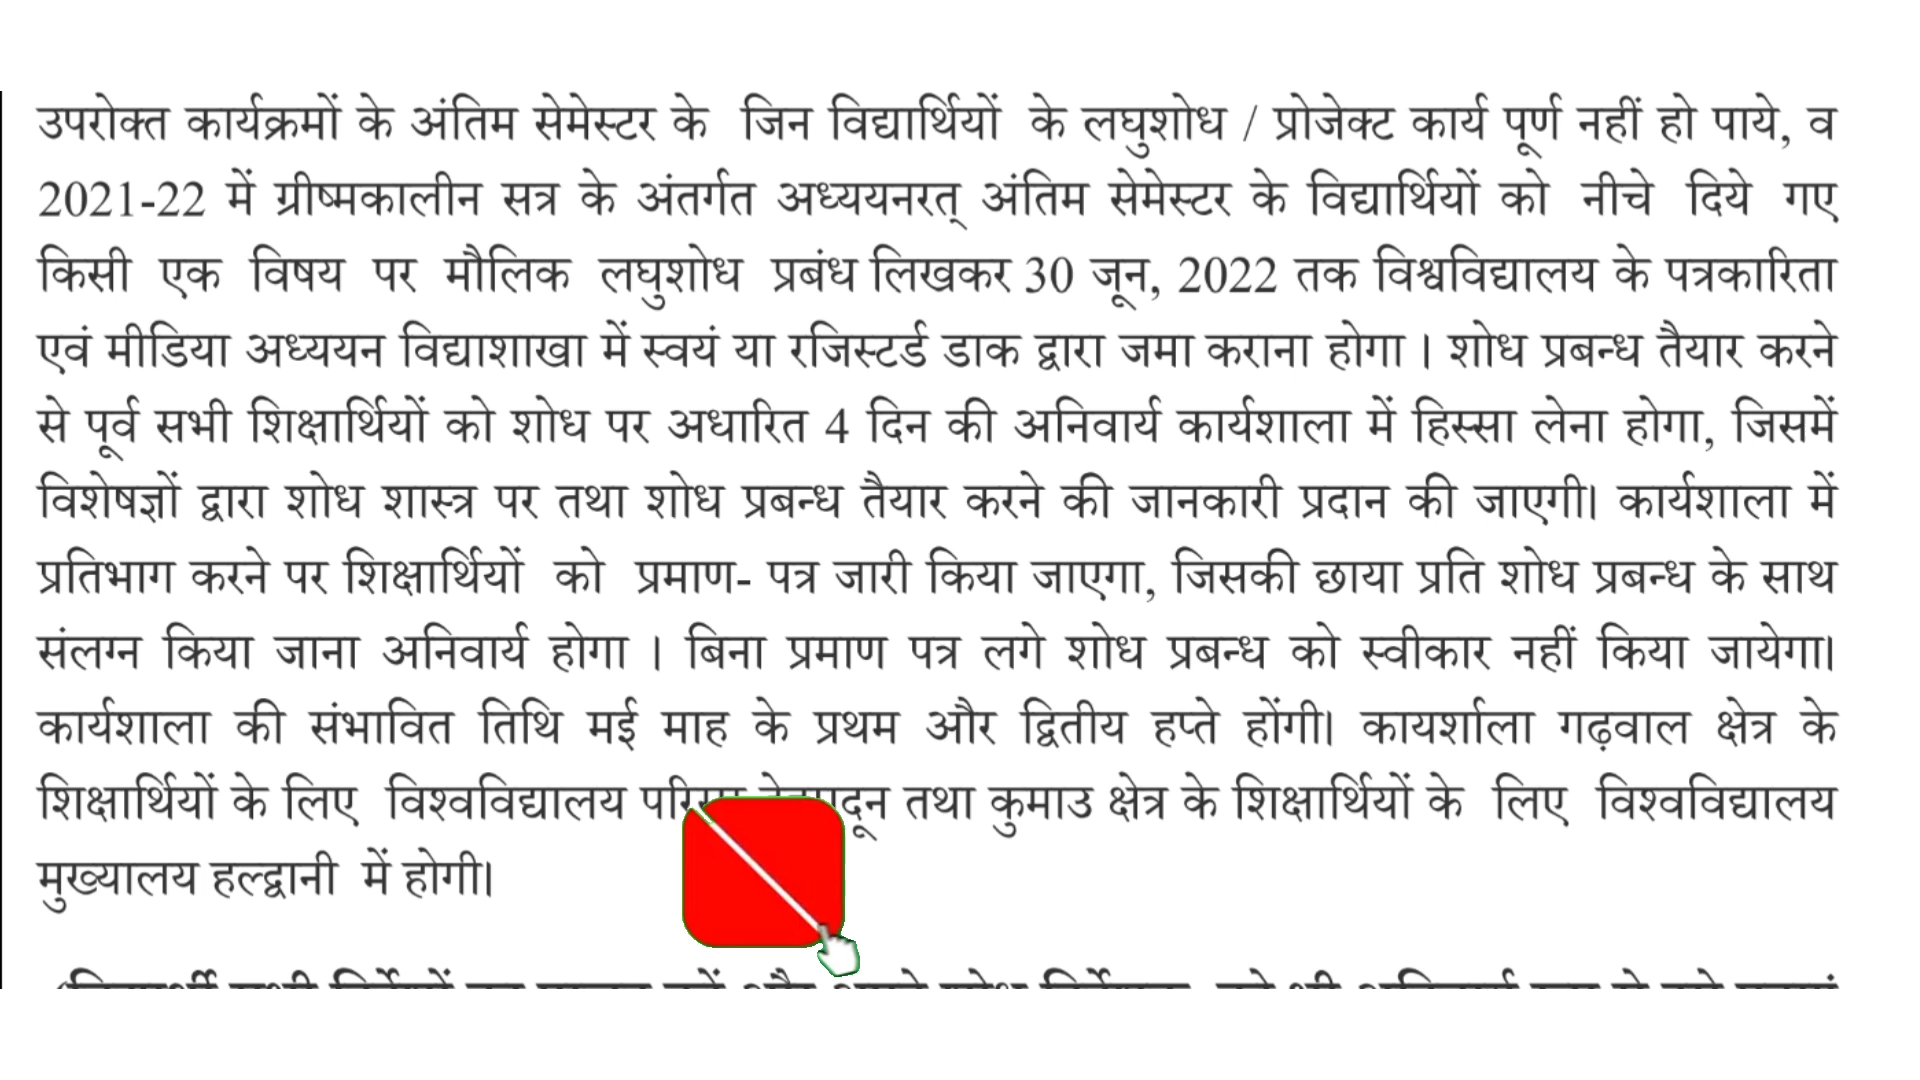 उपरोक्त कार्यक्रमों के अंतिम सेमेस्टर के जिन विद्यार्थियों के लघुशोध / प्रोजेक्ट कार्य पूर्ण नहीं हो पाये, व
2021-22 में ग्रीष्मकालीन सत्र के अंतर्गत अध्ययनरत् अंतिम सेमेस्टर के विद्यार्थियों को नीचे दिये गए
किसी एक विषय पर मौलिक लघुशोध प्रबंध लिखकर 30 जून, 2022 तक विश्वविद्यालय के पत्रकारिता
एवं मीडिया अध्ययन विद्याशाखा में स्वयं या रजिस्टर्ड डाक द्वारा जमा कराना होगा । शोध प्रबन्ध तैयार करने
से पूर्व सभी शिक्षार्थियों को शोध पर अधारित 4 दिन की अनिवार्य कार्यशाला में हिस्सा लेना होगा, जिसमें
विशेषज्ञों द्वारा शोध शास्त्र पर तथा शोध प्रबन्ध तैयार करने की जानकारी प्रदान की जाएगी। कार्यशाला में
प्रतिभाग करने पर शिक्षार्थियों को प्रमाण- पत्र जारी किया जाएगा, जिसकी छाया प्रति शोध प्रबन्ध के साथ
संलग्न किया जाना अनिवार्य होगा । बिना प्रमाण पत्र लगे शोध प्रबन्ध को स्वीकार नहीं किया जायेगा।
कार्यशाला की संभावित तिथि मई माह के प्रथम और द्वितीय हप्ते होंगी। कायर्शाला गढ़वाल क्षेत्र के
शिक्षार्थियों के लिए विश्वविद्यालय तथा कुमाउ क्षेत्र के शिक्षार्थियों के लिए विश्वविद्यालय
मुख्यालय हल्द्वानी में होगी।